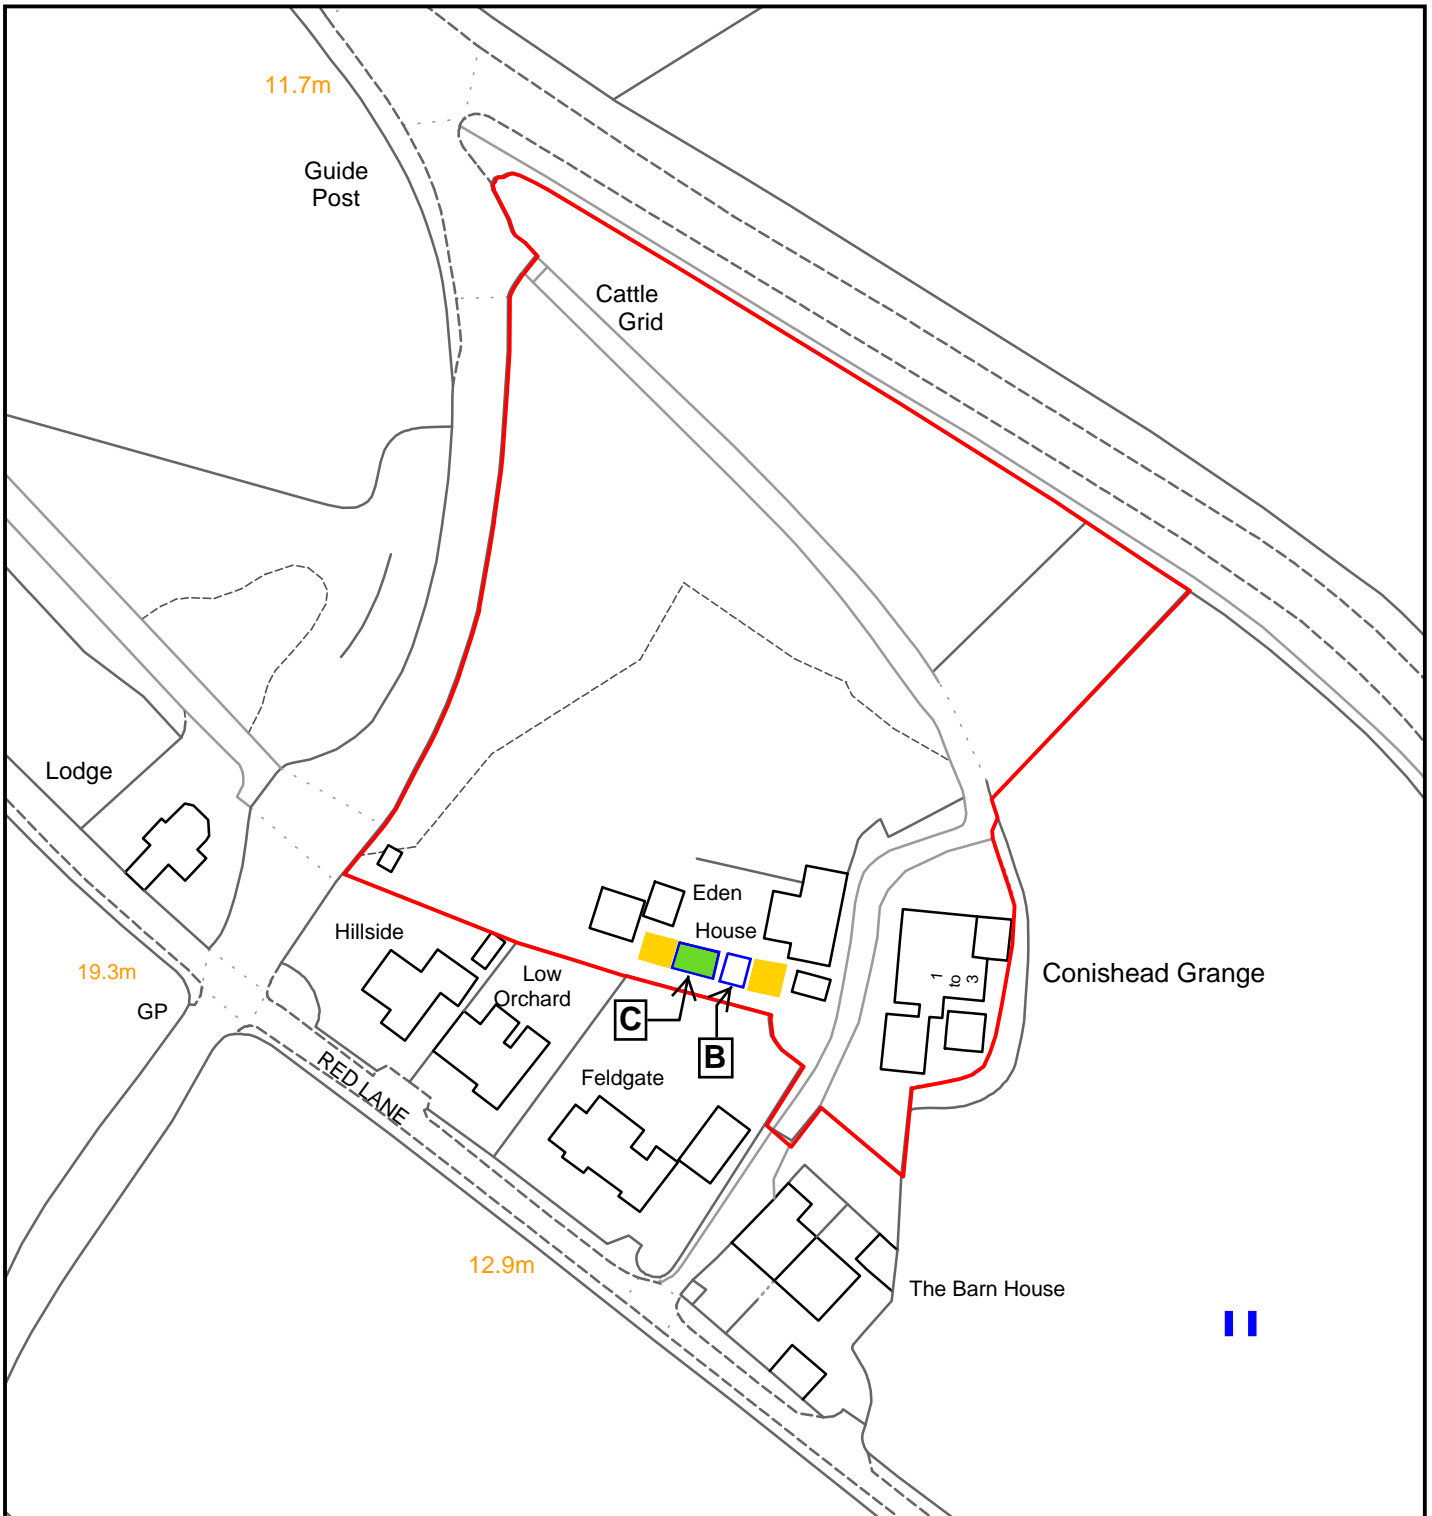 11.7m
Guide
Post
Cattle
Grid
Lodge
Eden
House
Hillside
Low
Orchard
19.3m
GP
C
B
1
to
3
Conishead Grange
RED LANE
Feldgate
12.9m
The Barn House